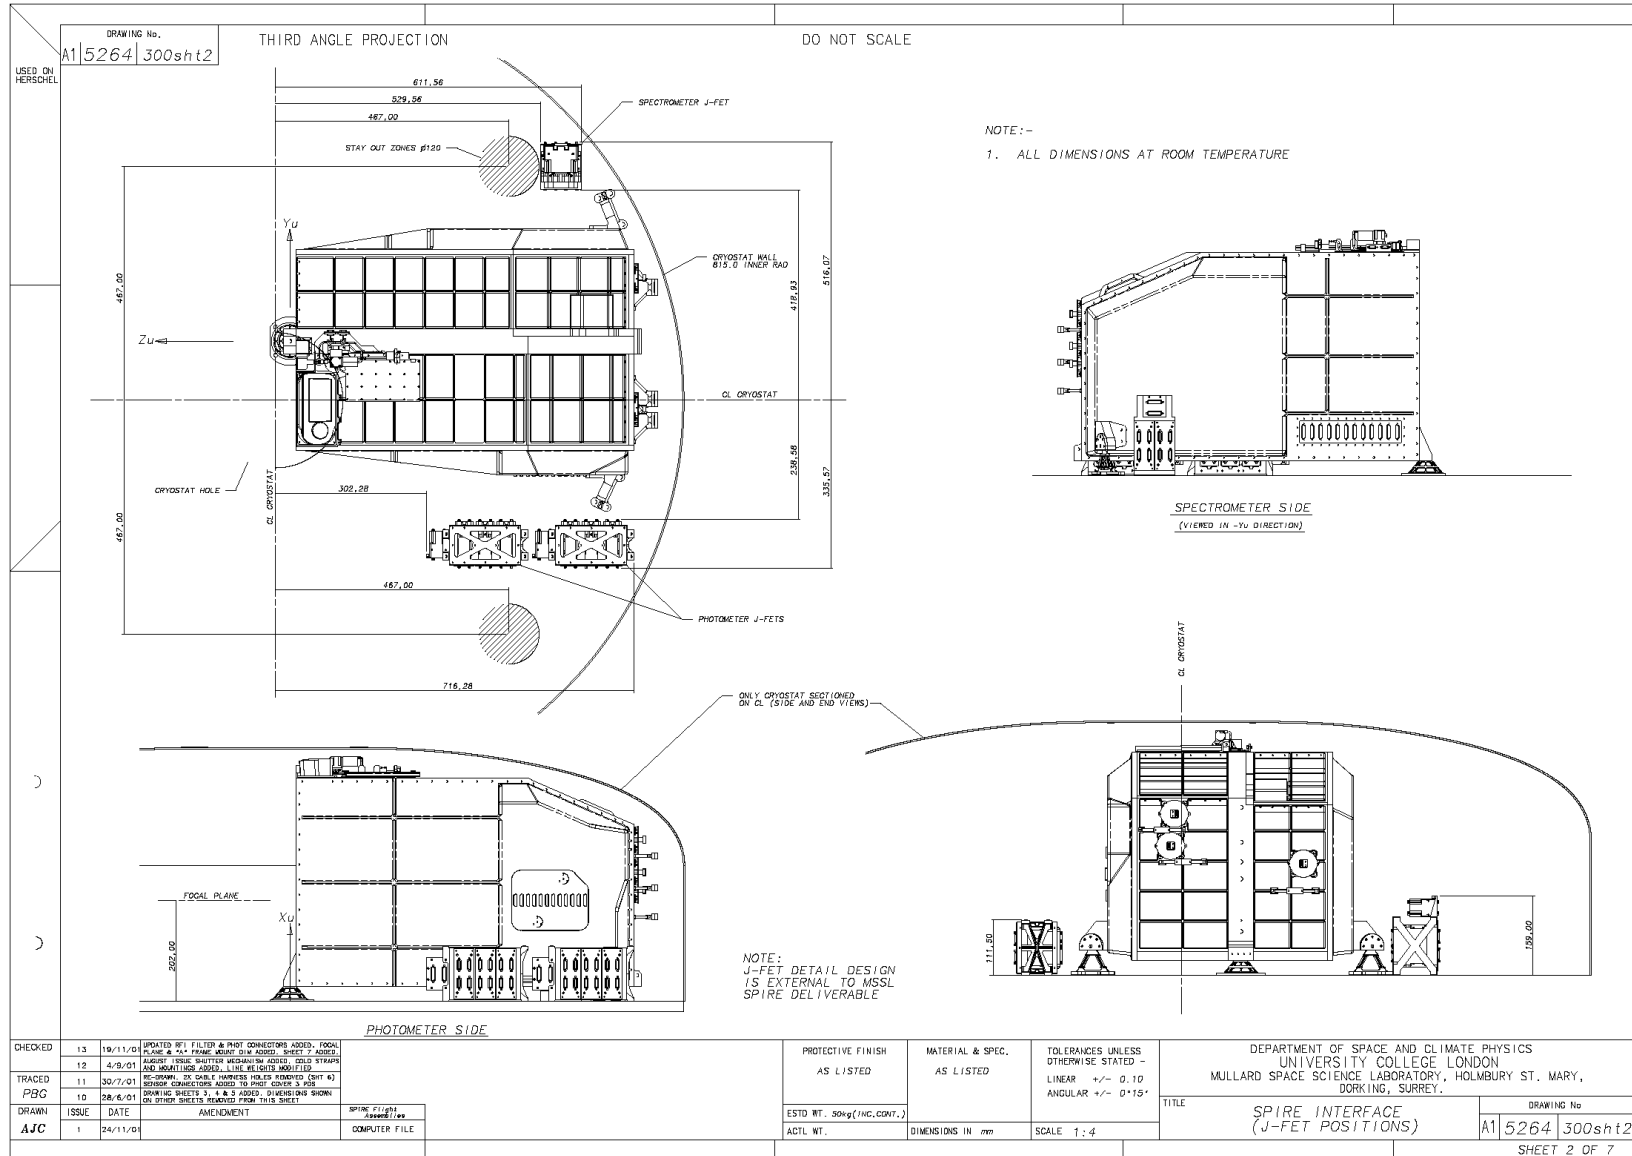 DRAWING No.
A1 5264 300sht2
THIRD ANGLE PROJECTION
DO NOT SCALE
USED ON
HERSCHEL
611,56
529,56
467,00
SPECTROMETER J-FET
STAY OUT ZONES ø120
NOTE:-
1. ALL DIMENSIONS AT ROOM TEMPERATURE
Yu
CRYOSTAT WALL
815.0 INNER RAD
467,00
418,93
516,07
Zu
CL CRYOSTAT
CRYOSTAT HOLE
CL CRYOSTAT
302,28
238,58
335,57
467,00
SPECTROMETER SIDE
(VIEWED IN -Yu DIRECTION)
467,00
PHOTOMETER J-FETS
716,28
CL CRYOSTAT
ONLY CRYOSTAT SECTIONED
ON CL (SIDE AND END VIEWS)
FOCAL PLANE
Xu
202,00
111,50
159,00
NOTE:
J-FET DETAIL DESIGN
IS EXTERNAL TO MSSL
SPIRE DELIVERABLE
PHOTOMETER SIDE
CHECKED
13 19/11/01 UPDATED RFI FILTER & PHOT CONNECTORS ADDED, FOCAL
PLANE & "A" FRAME MOUNT DIM ADDED. SHEET 7 ADDED.
12 4/9/01 AUGUST ISSUE SHUTTER MECHANISM ADDED, COLD STRAPS
AND MOUNTINGS ADDED, LINE WEIGHTS MODIFIED
TRACED
PBG
11 30/7/01 RE-DRAWN, 2X CABLE HARNESS HOLES REMOVED (SHT 6)
SENSOR CONNECTORS ADDED TO PHOT COVER 3 POS
10 28/6/01 DRAWING SHEETS 3, 4 & 5 ADDED. DIMENSIONS SHOWN
ON OTHER SHEETS REMOVED FROM THIS SHEET
DRAWN
AJC
ISSUE DATE AMENDMENT
SPIRE Flight
Assemblies
1 24/11/01
COMPUTER FILE
PROTECTIVE FINISH
AS LISTED
MATERIAL & SPEC.
AS LISTED
TOLERANCES UNLESS
OTHERWISE STATED -
LINEAR +/- 0.10
ANGULAR +/- 0°15'
ESTD WT. 50kg(INC.CONT.)
ACTL WT.
DIMENSIONS IN mm
SCALE 1:4
DEPARTMENT OF SPACE AND CLIMATE PHYSICS
UNIVERSITY COLLEGE LONDON
MULLARD SPACE SCIENCE LABORATORY, HOLMBURY ST. MARY,
DORKING, SURREY.
TITLE
SPIRE INTERFACE
(J-FET POSITIONS)
DRAWING No
A1 5264 300sht2
SHEET 2 OF 7